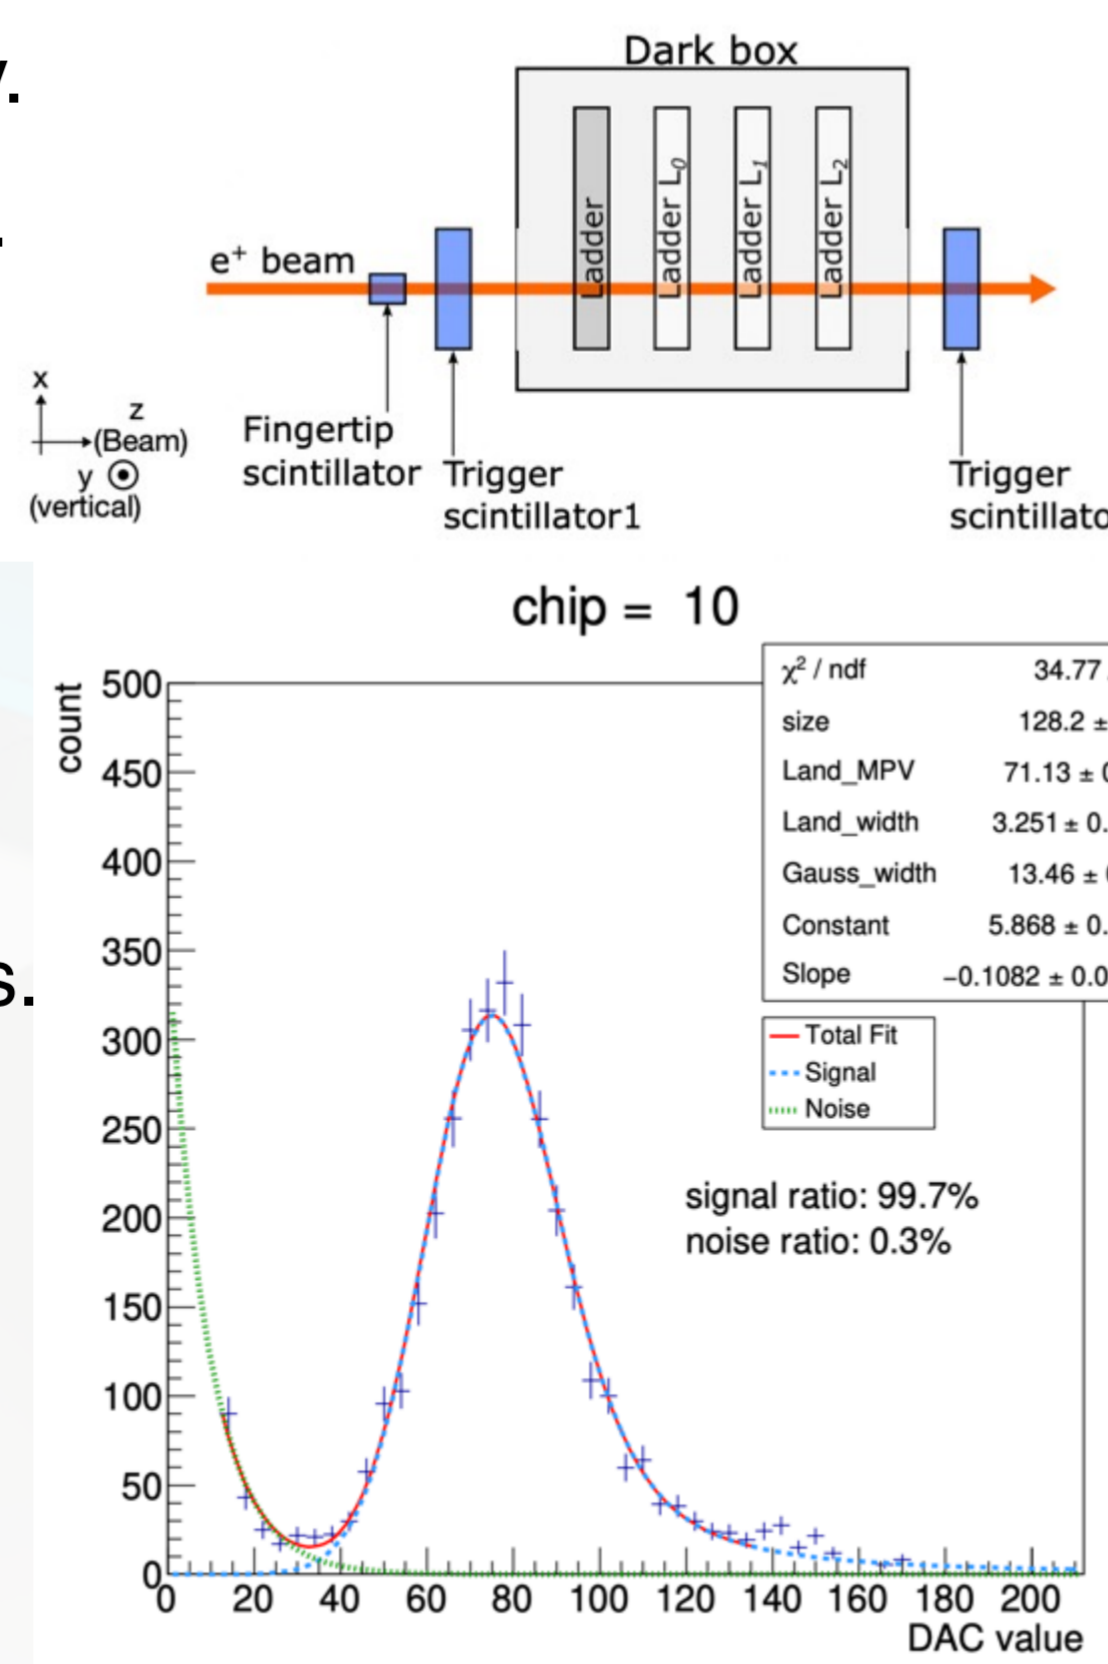 Dark box
Ladder
Ladder L0
Ladder L1
Ladder L2
e+ beam
x
z
(Beam)
y
(vertical)
Fingertip
scintillator
Trigger
scintillator1
Trigger
chip = 10
count
500
450
400
350
300
250
200
150
100
50
0
χ2 / ndf 34.77
size 128.2 ±
Land_MPV 71.13 ± 0
Land_width 3.251 ± 0.
Gauss_width 13.46 ±
Constant 5.868 ± 0.
Slope −0.1082 ± 0.0
Total Fit
Signal
Noise
signal ratio: 99.7%
noise ratio: 0.3%
0 20 40 60 80 100 120 140 160 180 200
DAC value